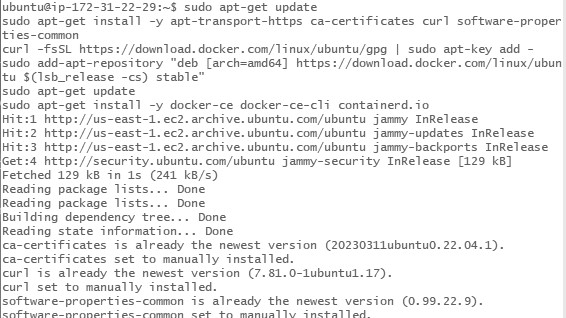 ubuntu@ip-172-31-22-29:~$ sudo apt-get update
sudo apt-get install -y apt-transport-https ca-certificates curl software-proper
ties-common
curl -fsSL https://download.docker.com/linux/ubuntu/gpg | sudo apt-key add -
sudo add-apt-repository "deb [arch=amd64] https://download.docker.com/linux/ubun
tu $(lsb_release -cs) stable"
sudo apt-get update
sudo apt-get install -y docker-ce docker-ce-cli containerd.io
Hit:1 http://us-east-1.ec2.archive.ubuntu.com/ubuntu jammy InRelease
Hit:2 http://us-east-1.ec2.archive.ubuntu.com/ubuntu jammy-updates InRelease
Hit:3 http://us-east-1.ec2.archive.ubuntu.com/ubuntu jammy-backports InRelease
Get:4 http://security.ubuntu.com/ubuntu jammy-security InRelease [129 kB]
Fetched 129 kB in 1s (241 kB/s)
Reading package lists... Done
Reading package lists... Done
Building dependency tree... Done
Reading state information... Done
ca-certificates is already the newest version (20230311ubuntu0.22.04.1).
ca-certificates set to manually installed.
curl is already the newest version (7.81.0-1ubuntu1.17).
curl set to manually installed.
software-properties-common is already the newest version (0.99.22.9).
software-properties-common set to manually installed.